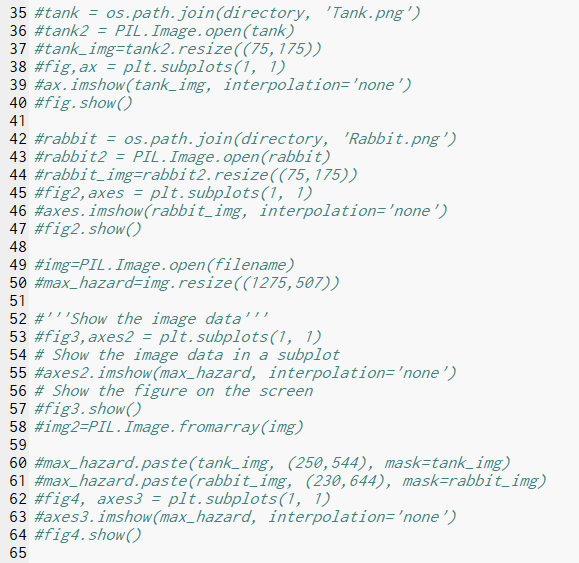 35 #tank = os.path.join(directory, 'Tank.png')
36 #tank2 = PIL.Image.open(tank)
37 #tank_img=tank2.resize((75,175))
38 #fig,ax = plt.subplots(1, 1)
39 #ax.imshow(tank_img, interpolation='none')
40 #fig.show()
41
42 #rabbit = os.path.join(directory, 'Rabbit.png')
43 #rabbit2 = PIL.Image.open(rabbit)
44 #rabbit_img=rabbit2.resize((75,175))
45 #fig2,axes = plt.subplots(1, 1)
46 #axes.imshow(rabbit_img, interpolation='none')
47 #fig2.show()
48
49 #img=PIL.Image.open(filename)
50 #max_hazard=img.resize((1275,507))
51
52 #'''Show the image data'''
53 #fig3,axes2 = plt.subplots(1, 1)
54 # Show the image data in a subplot
55 #axes2.imshow(max_hazard, interpolation='none')
56 # Show the figure on the screen
57 #fig3.show()
58 #img2=PIL.Image.fromarray(img)
59
60 #max_hazard.paste(tank_img, (250,544), mask=tank_img)
61 #max_hazard.paste(rabbit_img, (230,644), mask=rabbit_img)
62 #fig4, axes3 = plt.subplots(1, 1)
63 #axes3.imshow(max_hazard, interpolation='none')
64 #fig4.show()
65